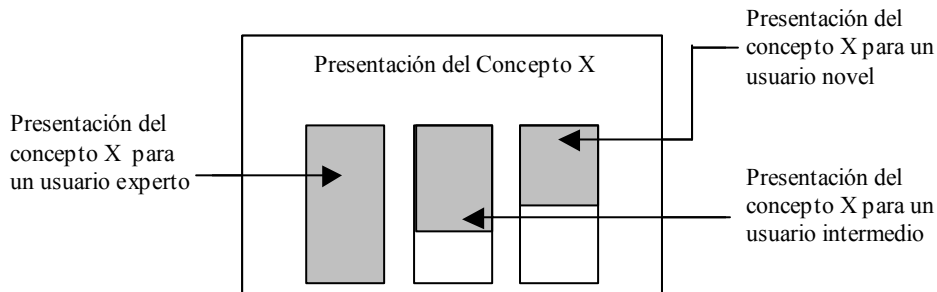 Presentación del Concepto X
Presentación del
concepto X para
un usuario experto
Presentación del
concepto X para un
usuario novel
Presentación del
concepto X para un
usuario intermedio